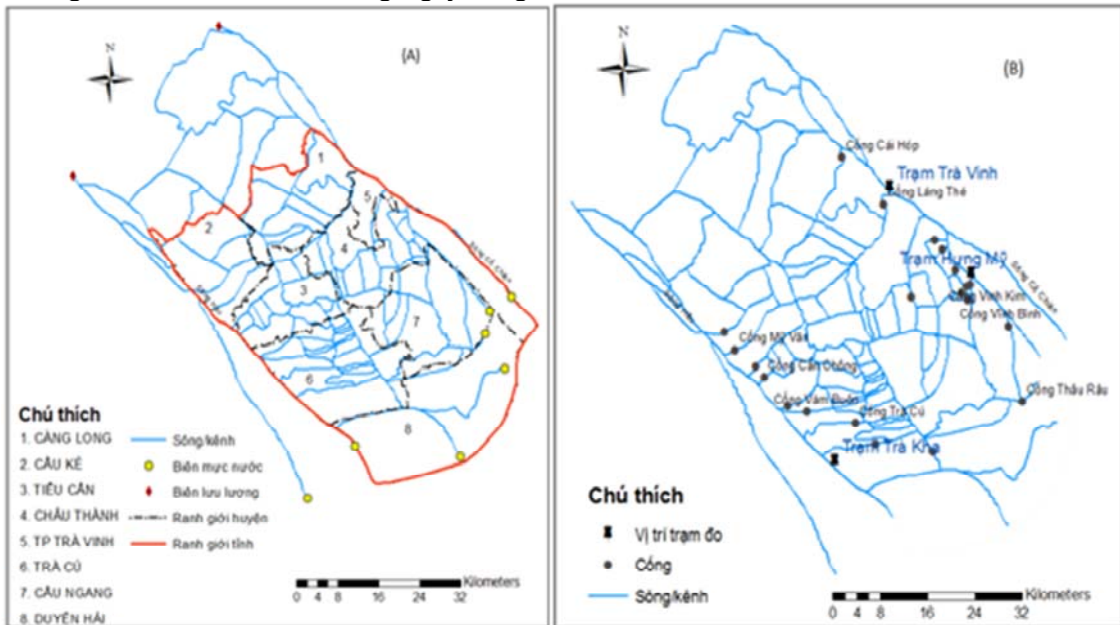 N
(A)
1
2
5
4
3
7
6
8
Chú thích
1. CÀNG LONG
2. CẦU KÈ
3. TIỂU CẦN
4. CHÂU THÀNH
5. TP TRÀ VINH
6. TRÀ CÚ
7. CẦU NGANG
8. DUYÊN HẢI
Sông/kênh
Biên mực nước
Biên lưu lượng
Ranh giới huyện
Ranh giới tỉnh
Kilometers
0 4 8 16 24 32
N
(B)
Cống Cái Hóp
Trạm Trà Vinh
Cống Láng Thé
Trạm Hưng Mỹ
Sông Cổ Chiên
Cống Vinh Kim
Cống Vĩnh Bình
Cống Mỹ Văn
Cống Cần Chông
Cống Thâu Râu
Cống Vàm Buôn
Cống Trà Cú
Trạm Trà Kha
Chú thích
Vị trí trạm đo
Cống
Sông/kênh
Kilometers
0 4 8 16 24 32